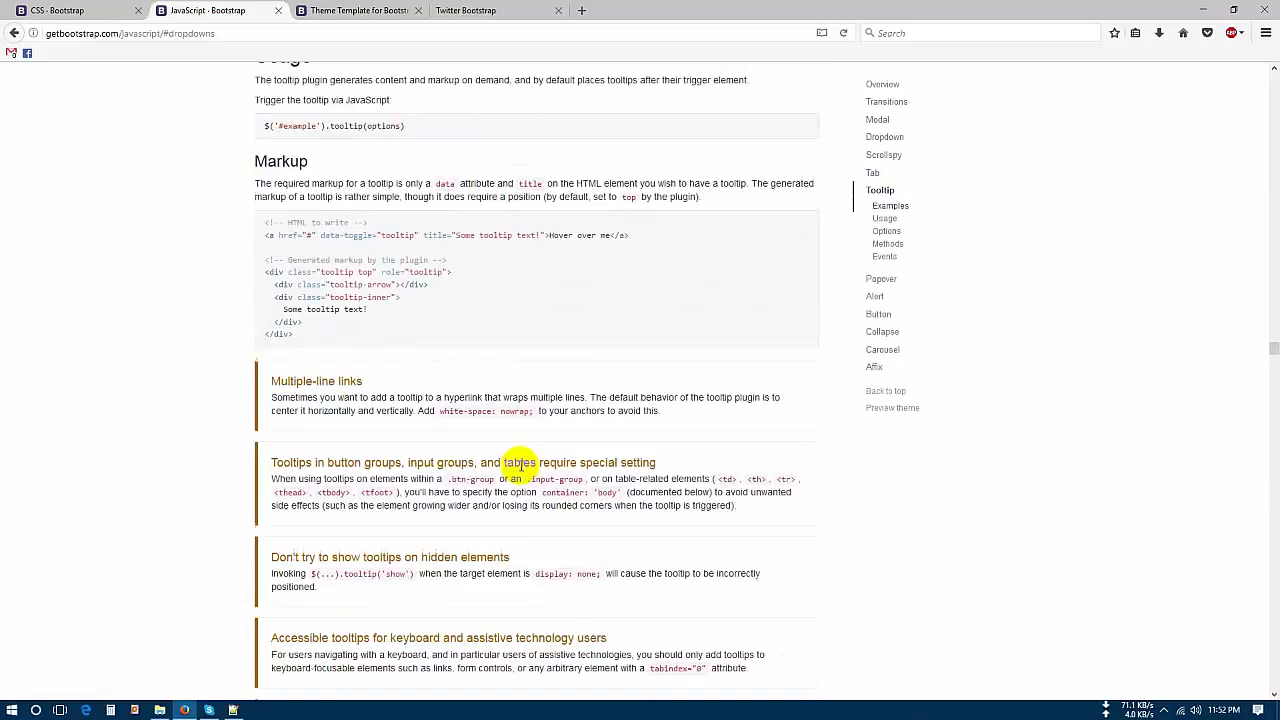 CSS · Bootstrap
JavaScript · Bootstrap
Theme Template for Bootst
Twitter Bootstrap
getbootstrap.com/javascript/#dropdowns
Search
ABP
The tooltip plugin generates content and markup on demand, and by default places tooltips after their trigger element.
Trigger the tooltip via JavaScript:
$('#example').tooltip(options)
Markup
The required markup for a tooltip is only a data attribute and title on the HTML element you wish to have a tooltip. The generated
markup of a tooltip is rather simple, though it does require a position (by default, set to top by the plugin).
<!-- HTML to write -->
<a href="#" data-toggle="tooltip" title="Some tooltip text!">Hover over me</a>
<!-- Generated markup by the plugin -->
<div class="tooltip top" role="tooltip">
<div class="tooltip-arrow"></div>
<div class="tooltip-inner">
Some tooltip text!
</div>
</div>
Multiple-line links
Sometimes you want to add a tooltip to a hyperlink that wraps multiple lines. The default behavior of the tooltip plugin is to
center it horizontally and vertically. Add white-space: nowrap; to your anchors to avoid this.
Tooltips in button groups, input groups, and tables require special setting
When using tooltips on elements within a .btn-group or an .input-group, or on table-related elements (<td>, <th>, <tr>,
<thead>, <tbody>, <tfoot>), you'll have to specify the option container: 'body' (documented below) to avoid unwanted
side effects (such as the element growing wider and/or losing its rounded corners when the tooltip is triggered).
Don't try to show tooltips on hidden elements
Invoking $(...).tooltip('show') when the target element is display: none; will cause the tooltip to be incorrectly
positioned.
Accessible tooltips for keyboard and assistive technology users
For users navigating with a keyboard, and in particular users of assistive technologies, you should only add tooltips to
keyboard-focusable elements such as links, form controls, or any arbitrary element with a tabindex="0" attribute.
Overview
Transitions
Modal
Dropdown
Scrollspy
Tab
Tooltip
Examples
Usage
Options
Methods
Events
Popover
Alert
Button
Collapse
Carousel
Affix
Back to top
Preview theme
71.1 KB/s
4.0 KB/s
11:52 PM